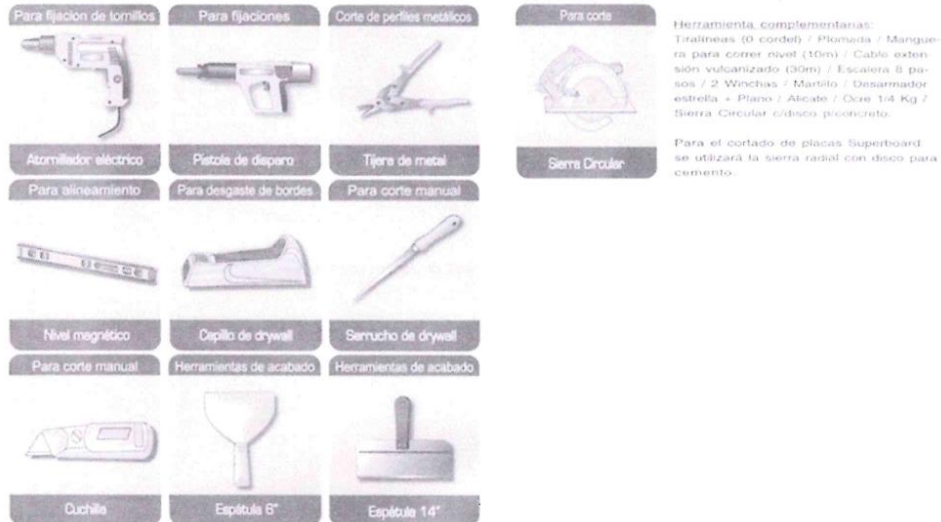 Para fijacion de tornillos
Atornillador eléctrico
Para fijaciones
Pistola de disparo
Corte de perfiles metálicos
Tijera de metal
Para alineamiento
Nivel magnético
Para desgaste de bordes
Cepillo de drywall
Para corte manual
Serrucho de drywall
Para corte manual
Cuchilla
Herramientas de acabado
Espátula 6"
Herramientas de acabado
Espátula 14"
Para corte
Sierra Circular
Herramienta complementarias:
Tiralíneas (0 cordel) / Plomada / Mangue-
ra para correr nivel (10m) / Cable exten-
sión vulcanizado (30m) / Escalera 8 pa-
sos / 2 Winchas / Martillo / Desarmador
estrella + Plano / Alicate / Ocre 1/4 Kg /
Sierra Circular c/disco p/concreto.
Para el cortado de placas Superboard
se utilizará la sierra radial con disco para
cemento.